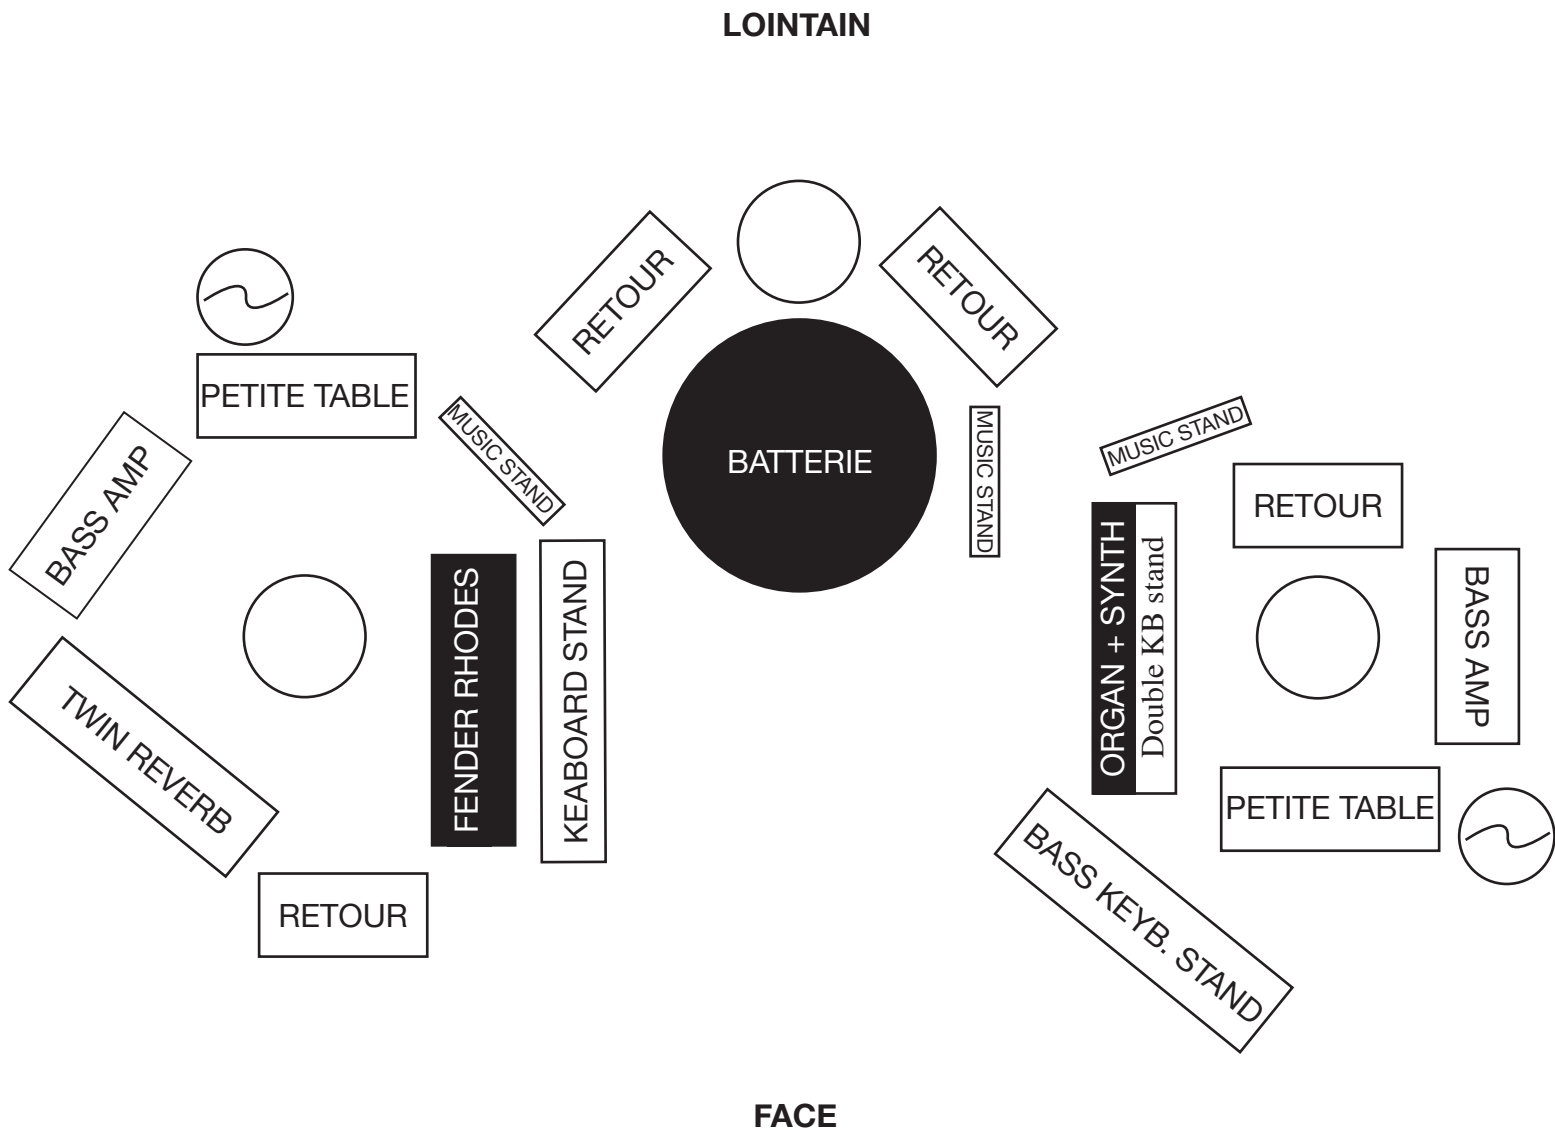 LOINTAIN
RETOUR
RETOUR
PETITE TABLE
MUSIC STAND
BATTERIE
MUSIC STAND
MUSIC STAND
BASS AMP
RETOUR
FENDER RHODES
KEABOARD STAND
ORGAN + SYNTH
Double KB stand
BASS AMP
TWIN REVERB
PETITE TABLE
RETOUR
BASS KEYB. STAND
FACE